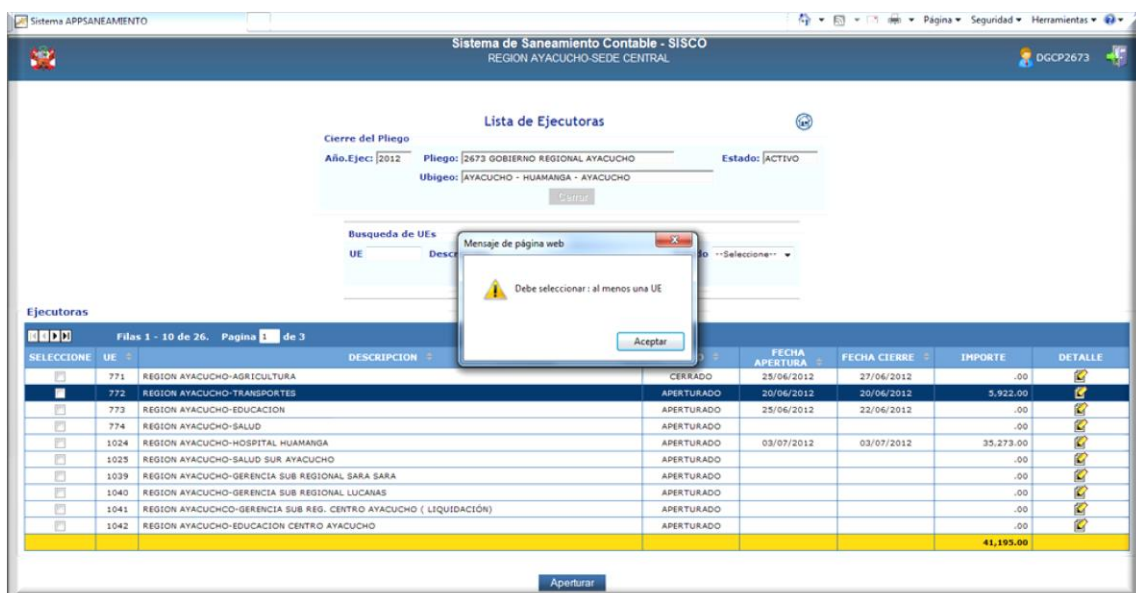 Sistema APPSANEAMIENTO
Página Seguridad Herramientas
Sistema de Saneamiento Contable - SISCO
REGION AYACUCHO-SEDE CENTRAL
DGCP2673
Lista de Ejecutoras
Cierre del Pliego
Año.Ejec: 2012 Pliego: 2673 GOBIERNO REGIONAL AYACUCHO Estado: ACTIVO
Ubigeo: AYACUCHO - HUAMANGA - AYACUCHO
Cerrar
Busqueda de UEs
UE Descr do --Seleccione--
Mensaje de página web
Debe seleccionar : al menos una UE
Aceptar
Ejecutoras
Filas 1 - 10 de 26. Pagina 1 de 3
SELECCIONE UE DESCRIPCION O FECHA APERTURA FECHA CIERRE IMPORTE DETALLE
771 REGION AYACUCHO-AGRICULTURA CERRADO 25/06/2012 27/06/2012 .00
772 REGION AYACUCHO-TRANSPORTES APERTURADO 20/06/2012 20/06/2012 5,922.00
773 REGION AYACUCHO-EDUCACION APERTURADO 25/06/2012 22/06/2012 .00
774 REGION AYACUCHO-SALUD APERTURADO .00
1024 REGION AYACUCHO-HOSPITAL HUAMANGA APERTURADO 03/07/2012 03/07/2012 35,273.00
1025 REGION AYACUCHO-SALUD SUR AYACUCHO APERTURADO .00
1039 REGION AYACUCHO-GERENCIA SUB REGIONAL SARA SARA APERTURADO .00
1040 REGION AYACUCHO-GERENCIA SUB REGIONAL LUCANAS APERTURADO .00
1041 REGION AYACUCHCO-GERENCIA SUB REG. CENTRO AYACUCHO ( LIQUIDACIÓN) APERTURADO .00
1042 REGION AYACUCHO-EDUCACION CENTRO AYACUCHO APERTURADO .00
41,195.00
Aperturar